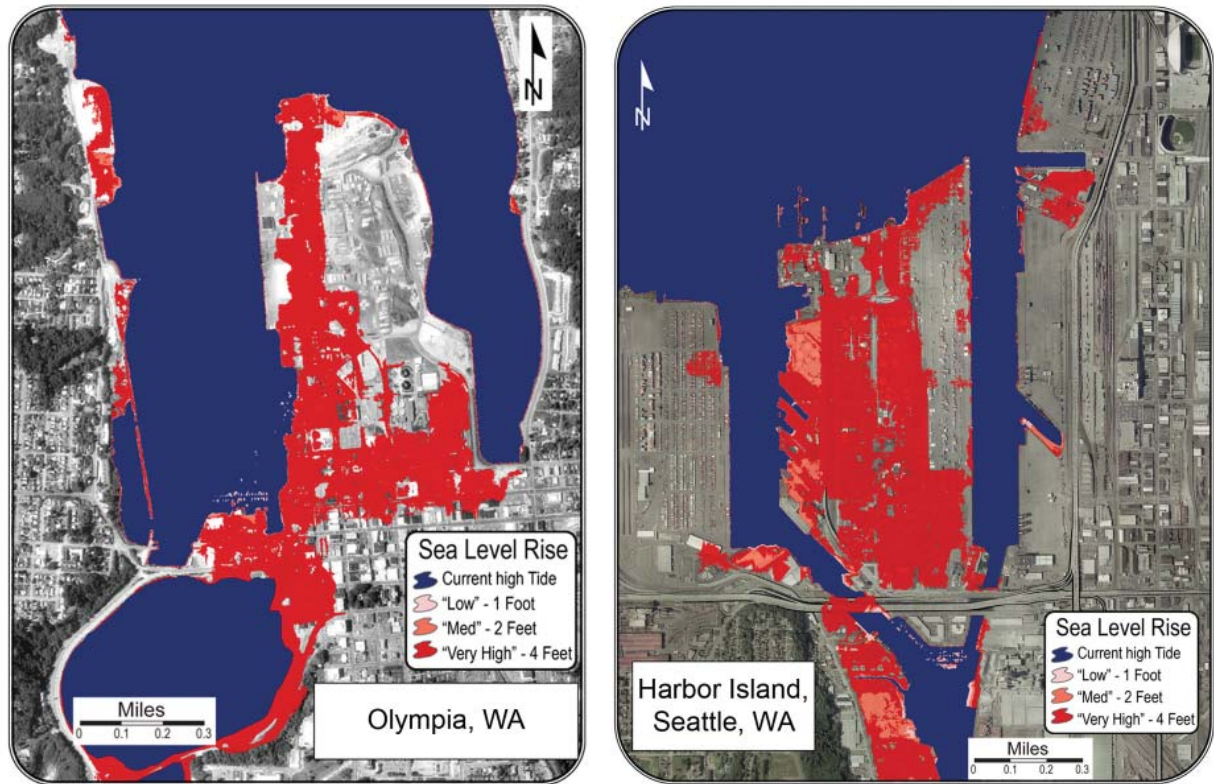 N
Sea Level Rise
Current high Tide
"Low" - 1 Foot
"Med" - 2 Feet
"Very High" - 4 Feet
Miles
0 0.1 0.2 0.3
Olympia, WA
N
Harbor Island,
Seattle, WA
Sea Level Rise
Current high Tide
"Low" - 1 Foot
"Med" - 2 Feet
"Very High" - 4 Feet
Miles
0 0.1 0.2 0.3